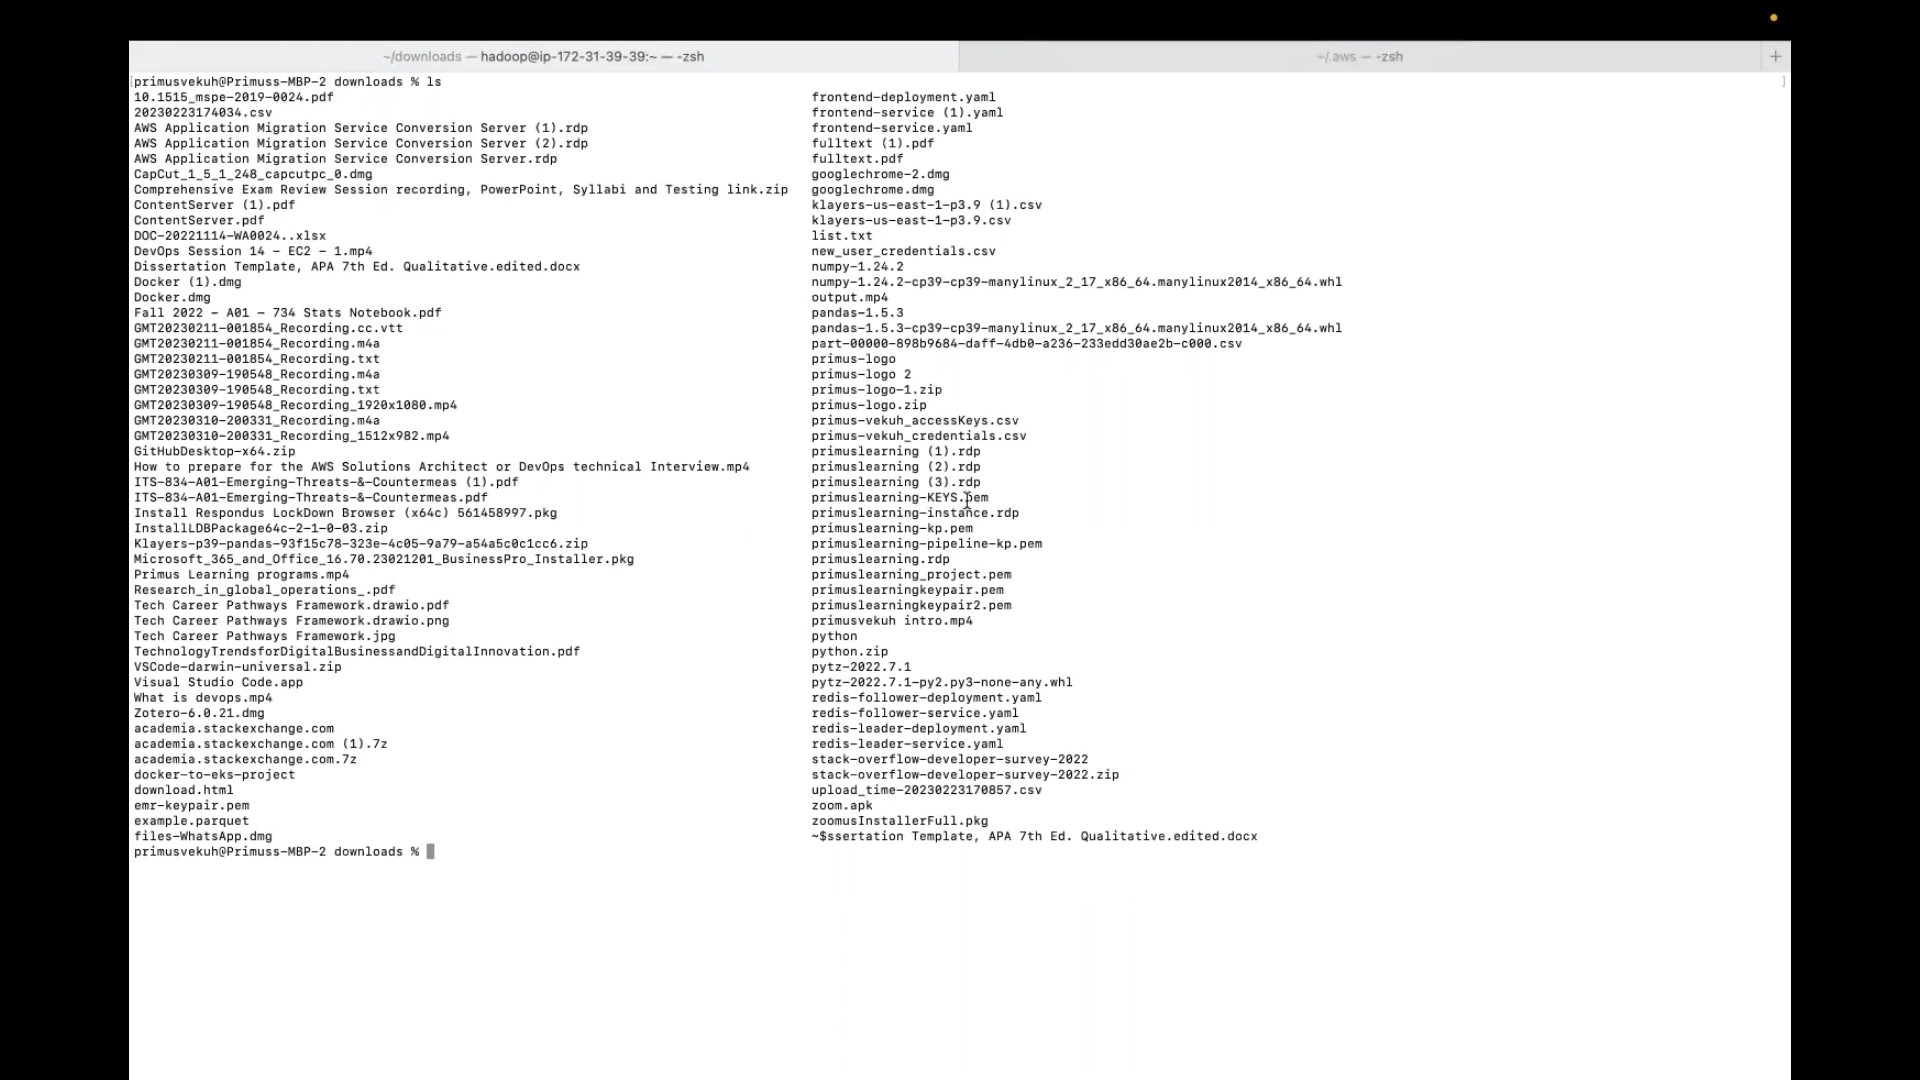 ~/downloads — hadoop@ip-172-31-39-39:~ — -zsh
~/.aws — -zsh
+
primusvekuh@Primuss-MBP-2 downloads % ls
10.1515_mspe-2019-0024.pdf
20230223174034.csv
AWS Application Migration Service Conversion Server (1).rdp
AWS Application Migration Service Conversion Server (2).rdp
AWS Application Migration Service Conversion Server.rdp
CapCut_1_5_1_248_capcutpc_0.dmg
Comprehensive Exam Review Session recording, PowerPoint, Syllabi and Testing link.zip
ContentServer (1).pdf
ContentServer.pdf
DOC-20221114-WA0024..xlsx
DevOps Session 14 - EC2 - 1.mp4
Dissertation Template, APA 7th Ed. Qualitative.edited.docx
Docker (1).dmg
Docker.dmg
Fall 2022 - A01 - 734 Stats Notebook.pdf
GMT20230211-001854_Recording.cc.vtt
GMT20230211-001854_Recording.m4a
GMT20230211-001854_Recording.txt
GMT20230309-190548_Recording.m4a
GMT20230309-190548_Recording.txt
GMT20230309-190548_Recording_1920x1080.mp4
GMT20230310-200331_Recording.m4a
GMT20230310-200331_Recording_1512x982.mp4
GitHubDesktop-x64.zip
How to prepare for the AWS Solutions Architect or DevOps technical Interview.mp4
ITS-834-A01-Emerging-Threats-&-Countermeas (1).pdf
ITS-834-A01-Emerging-Threats-&-Countermeas.pdf
Install Respondus LockDown Browser (x64c) 561458997.pkg
InstallLDBPackage64c-2-1-0-03.zip
Klayers-p39-pandas-93f15c78-323e-4c05-9a79-a54a5c0c1cc6.zip
Microsoft_365_and_Office_16.70.23021201_BusinessPro_Installer.pkg
Primus Learning programs.mp4
Research_in_global_operations_.pdf
Tech Career Pathways Framework.drawio.pdf
Tech Career Pathways Framework.drawio.png
Tech Career Pathways Framework.jpg
TechnologyTrendsforDigitalBusinessandDigitalInnovation.pdf
VSCode-darwin-universal.zip
Visual Studio Code.app
What is devops.mp4
Zotero-6.0.21.dmg
academia.stackexchange.com
academia.stackexchange.com (1).7z
academia.stackexchange.com.7z
docker-to-eks-project
download.html
emr-keypair.pem
example.parquet
files-WhatsApp.dmg
frontend-deployment.yaml
frontend-service (1).yaml
frontend-service.yaml
fulltext (1).pdf
fulltext.pdf
googlechrome-2.dmg
googlechrome.dmg
klayers-us-east-1-p3.9 (1).csv
klayers-us-east-1-p3.9.csv
list.txt
new_user_credentials.csv
numpy-1.24.2
numpy-1.24.2-cp39-cp39-manylinux_2_17_x86_64.manylinux2014_x86_64.whl
output.mp4
pandas-1.5.3
pandas-1.5.3-cp39-cp39-manylinux_2_17_x86_64.manylinux2014_x86_64.whl
part-00000-898b9684-daff-4db0-a236-233edd30ae2b-c000.csv
primus-logo
primus-logo 2
primus-logo-1.zip
primus-logo.zip
primus-vekuh_accessKeys.csv
primus-vekuh_credentials.csv
primuslearning (1).rdp
primuslearning (2).rdp
primuslearning (3).rdp
primuslearning-KEYS.pem
primuslearning-instance.rdp
primuslearning-kp.pem
primuslearning-pipeline-kp.pem
primuslearning.rdp
primuslearning_project.pem
primuslearningkeypair.pem
primuslearningkeypair2.pem
primusvekuh intro.mp4
python
python.zip
pytz-2022.7.1
pytz-2022.7.1-py2.py3-none-any.whl
redis-follower-deployment.yaml
redis-follower-service.yaml
redis-leader-deployment.yaml
redis-leader-service.yaml
stack-overflow-developer-survey-2022
stack-overflow-developer-survey-2022.zip
upload_time-20230223170857.csv
zoom.apk
zoomusInstallerFull.pkg
~$ssertation Template, APA 7th Ed. Qualitative.edited.docx
primusvekuh@Primuss-MBP-2 downloads %